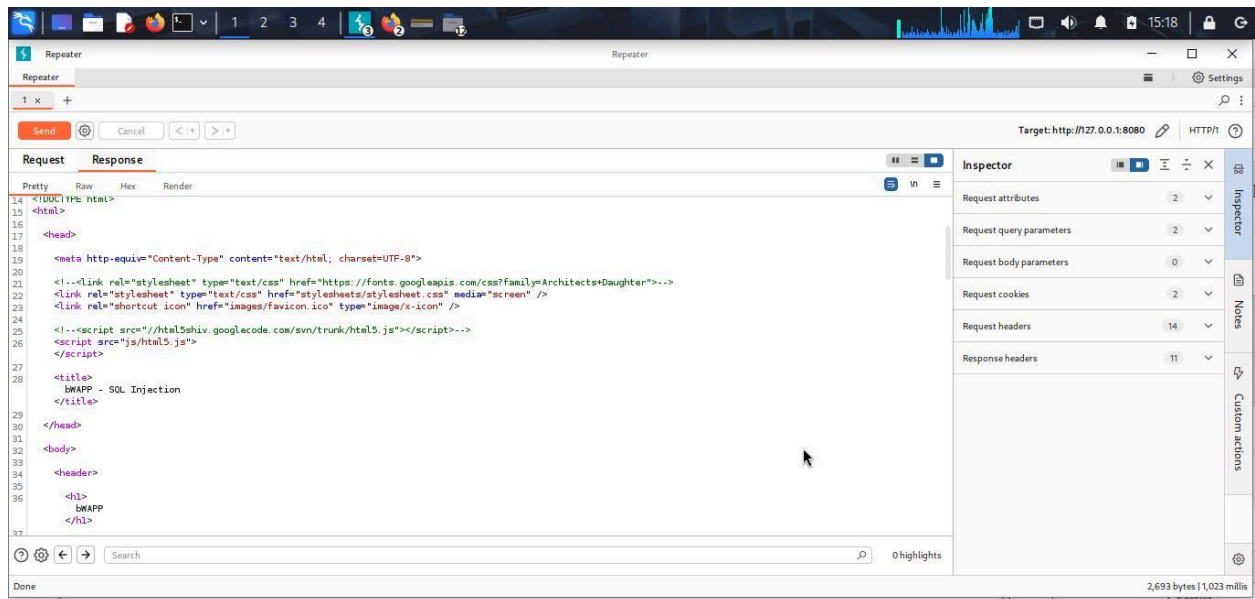 1 2 3 4 3 2 12 15:18
Repeater Repeater
Repeater Settings
1 × +
Send Cancel < > Target: http://127.0.0.1:8080 HTTP/1
Request Response
Pretty Raw Hex Render \n
14 <!DOCTYPE html>
15 <html>
16
17 <head>
18
19 <meta http-equiv="Content-Type" content="text/html; charset=UTF-8">
20
21 <!--<link rel="stylesheet" type="text/css" href="https://fonts.googleapis.com/css?family=Architects+Daughter">-->
22 <link rel="stylesheet" type="text/css" href="stylesheets/stylesheet.css" media="screen" />
23 <link rel="shortcut icon" href="images/favicon.ico" type="image/x-icon" />
24
25 <!--<script src="//html5shiv.googlecode.com/svn/trunk/html5.js"></script>-->
26 <script src="js/html5.js">
</script>
27
28 <title>
bWAPP - SQL Injection
</title>
29
30 </head>
31
32 <body>
33
34 <header>
35
36 <h1>
bWAPP
</h1>
37
Search 0 highlights
Inspector
Request attributes 2
Request query parameters 2
Request body parameters 0
Request cookies 2
Request headers 14
Response headers 11
Inspector
Notes
Custom actions
Done 2,693 bytes | 1,023 millis